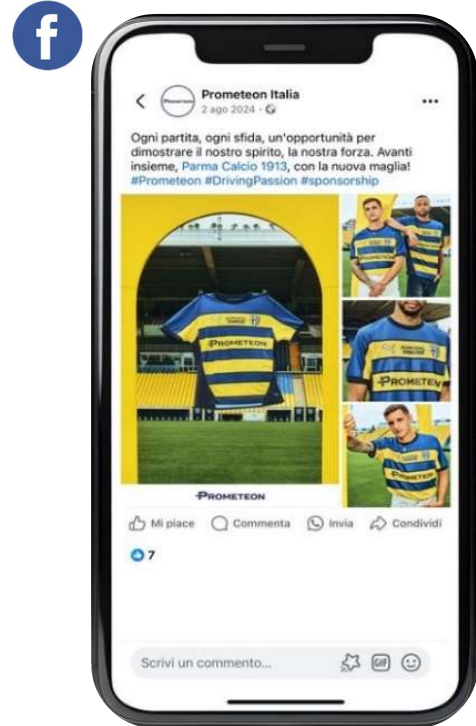 f
Prometeon Italia
2 ago 2024 ·
Ogni partita, ogni sfida, un'opportunità per
dimostrare il nostro spirito, la nostra forza. Avanti
insieme, Parma Calcio 1913, con la nuova maglia!
#Prometeon #DrivingPassion #sponsorship
PROMETEON
PROMETEON
PROMETEON
Mi piace
Commenta
Invia
Condividi
7
Scrivi un commento...
GIF